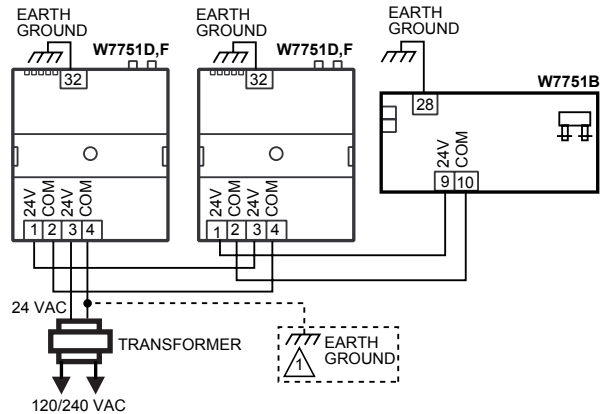 EARTH
GROUND
W7751D,F
32
24V
COM
24V
COM
1 2 3 4
EARTH
GROUND
W7751D,F
32
24V
COM
24V
COM
1 2 3 4
EARTH
GROUND
W7751B
28
24V
COM
9 10
24 VAC
TRANSFORMER
120/240 VAC
1
EARTH
GROUND